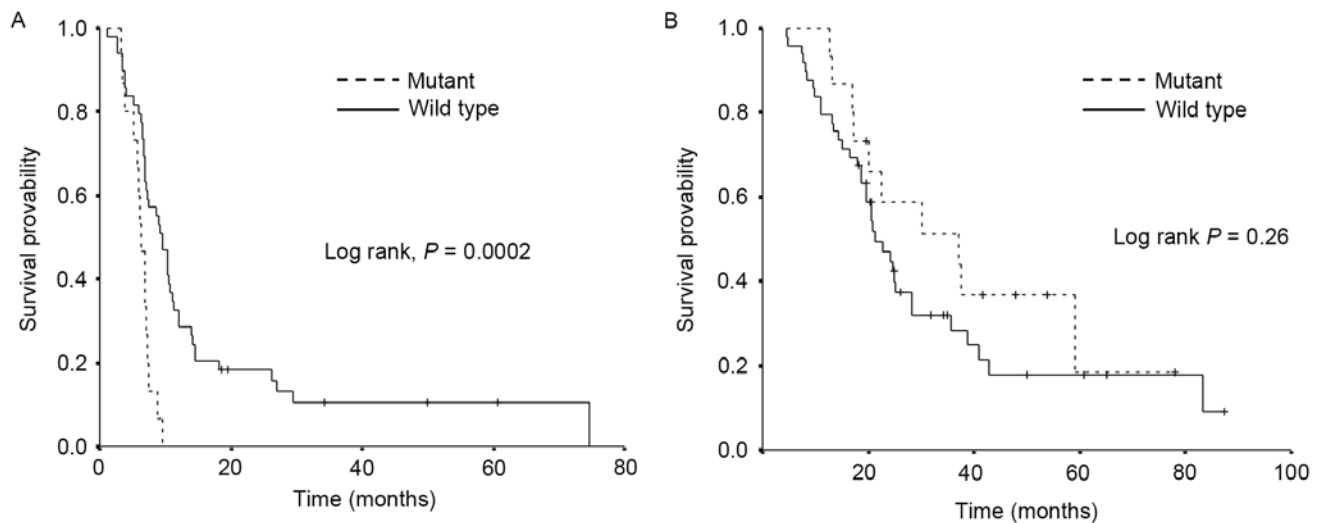 A
1.0
0.8
0.6
0.4
0.2
0.0
Survival provability
Mutant
Wild type
Log rank, P = 0.0002
0 20 40 60 80
Time (months)
B
1.0
0.8
0.6
0.4
0.2
0.0
Survival provability
Mutant
Wild type
Log rank P = 0.26
20 40 60 80 100
Time (months)